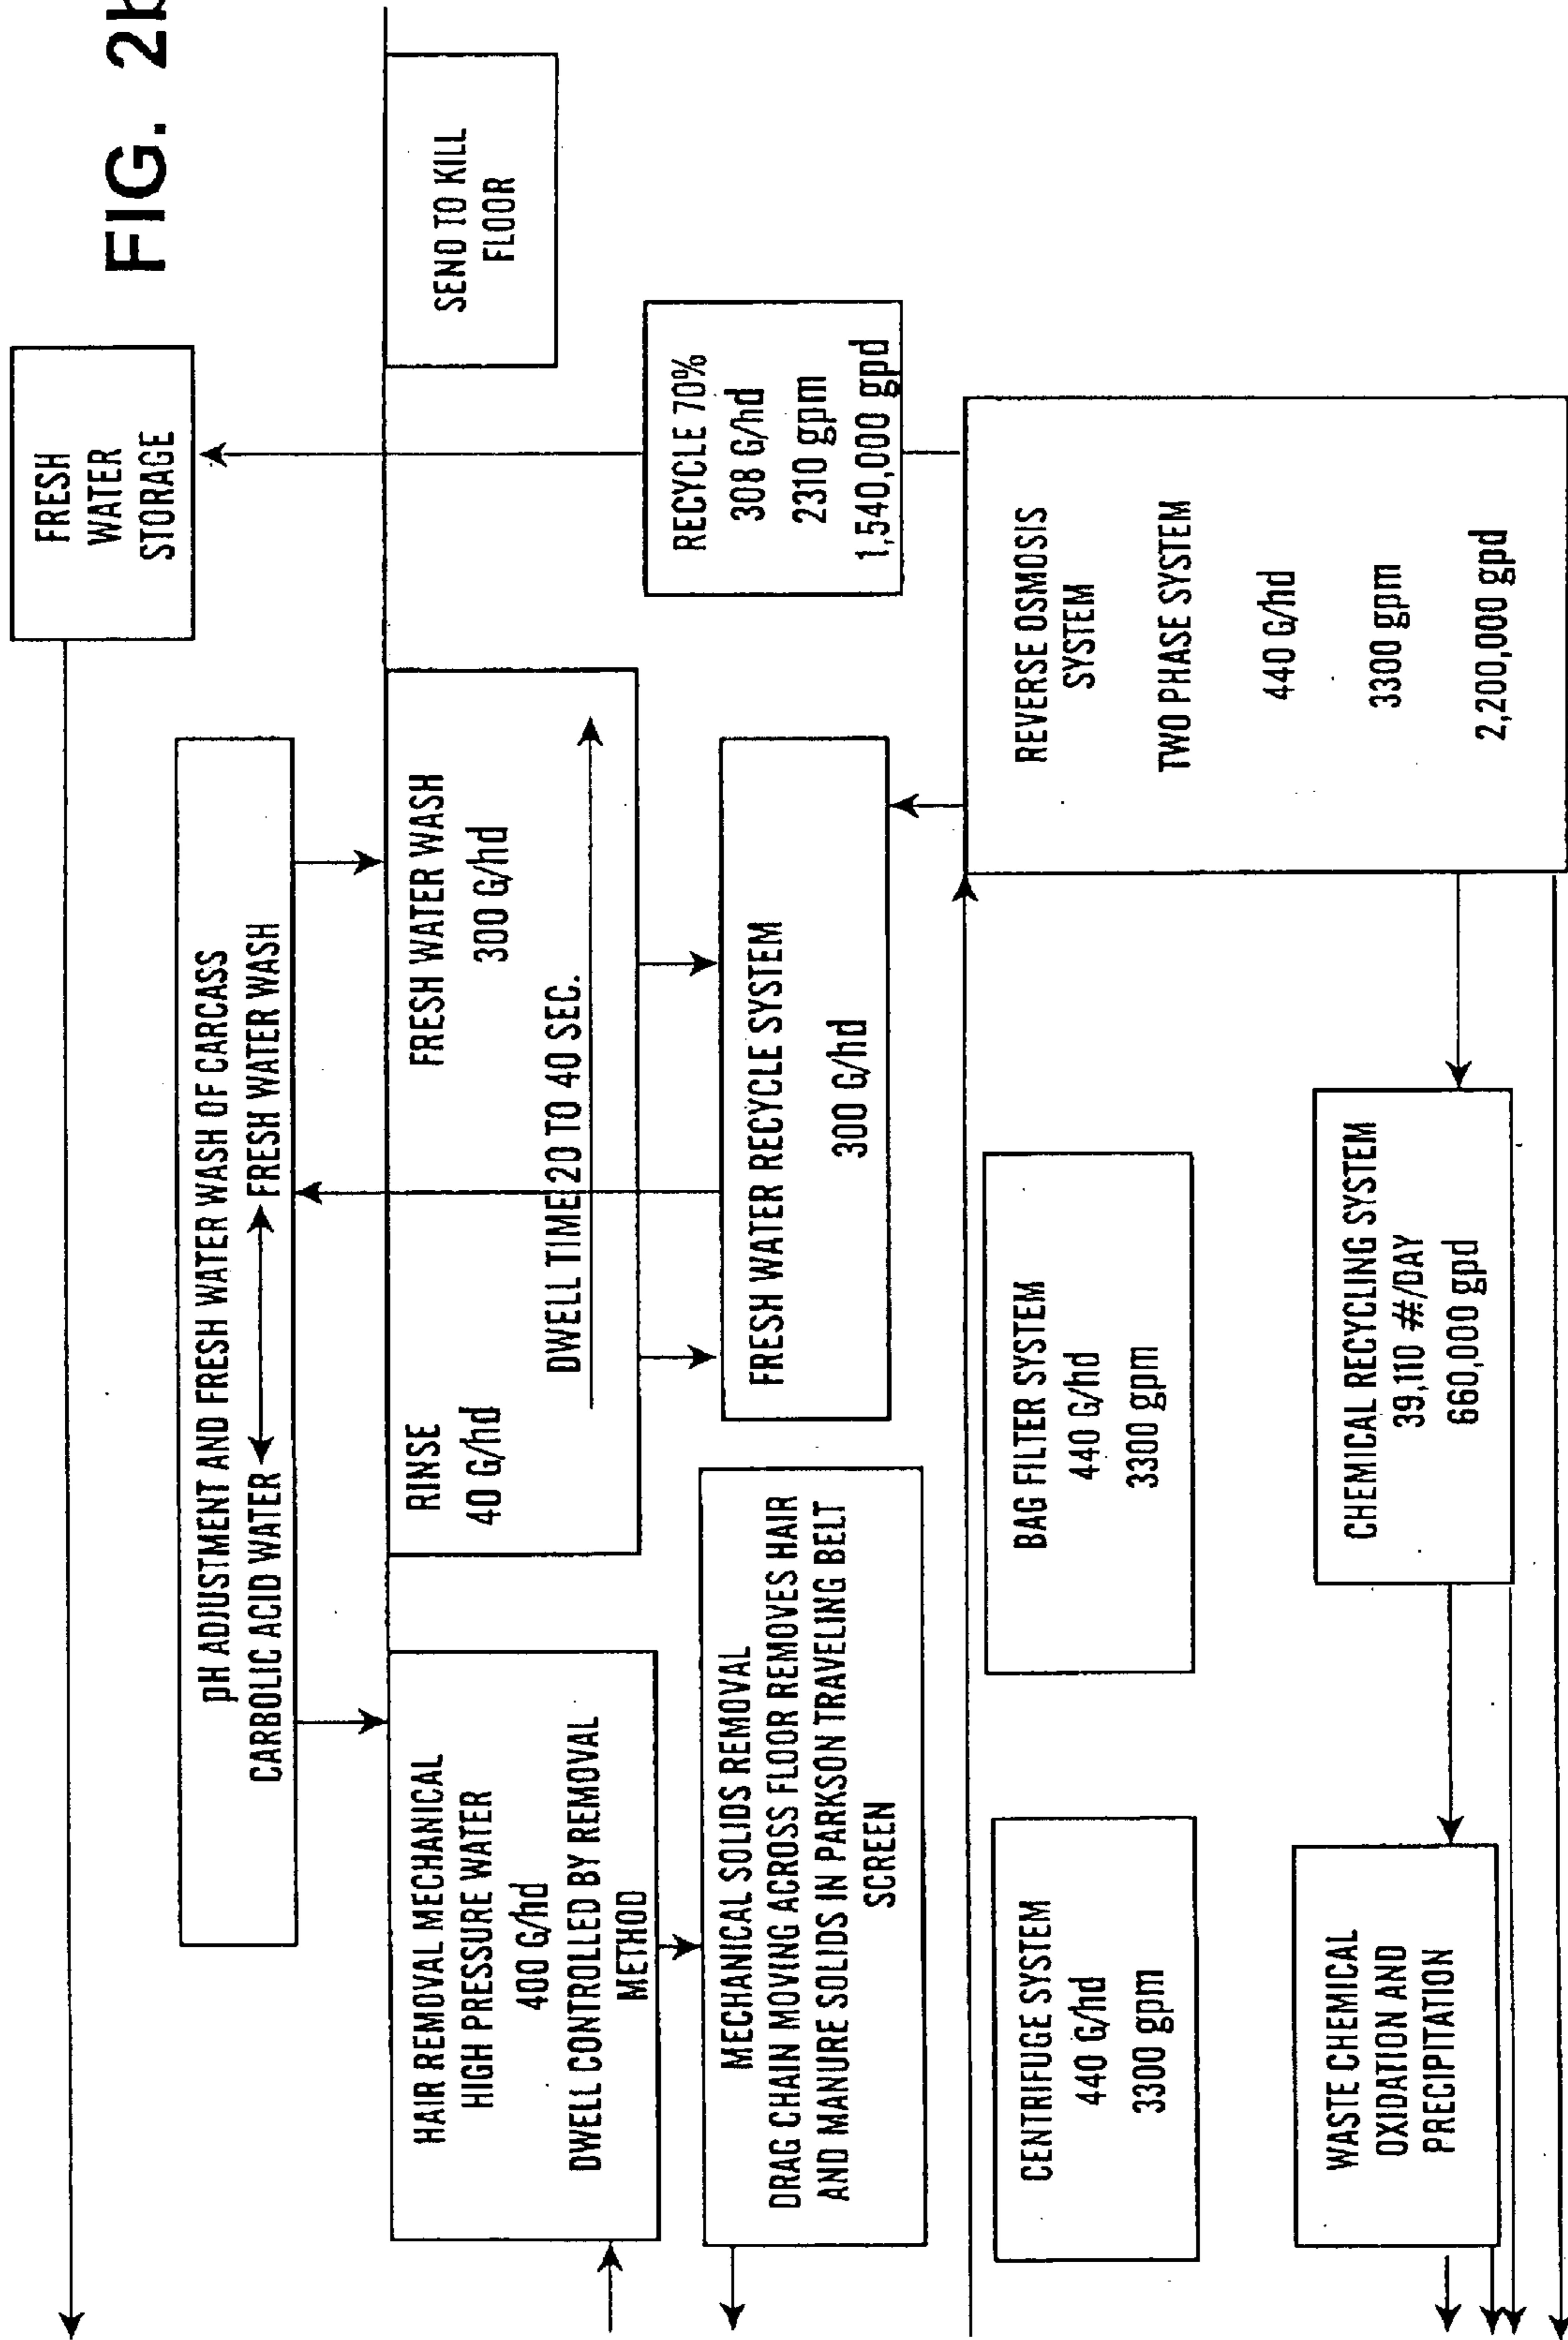 FIG. 2b
FRESH
WATER
STORAGE
pH ADJUSTMENT AND FRESH WATER WASH OF CARCASS
CARBOLIC ACID WATER
FRESH WATER WASH
HAIR REMOVAL MECHANICAL
HIGH PRESSURE WATER
400 G/hd
DWELL CONTROLLED BY REMOVAL
METHOD
RINSE
40 G/hd
FRESH WATER WASH
300 G/hd
DWELL TIME 20 TO 40 SEC.
SEND TO KILL
FLOOR
MECHANICAL SOLIDS REMOVAL
DRAG CHAIN MOVING ACROSS FLOOR REMOVES HAIR
AND MANURE SOLIDS IN PARKSON TRAVELING BELT
SCREEN
FRESH WATER RECYCLE SYSTEM
300 G/hd
RECYCLE 70%
308 G/hd
2310 gpm
1,540,000 gpd
CENTRIFUGE SYSTEM
440 G/hd
3300 gpm
BAG FILTER SYSTEM
440 G/hd
3300 gpm
REVERSE OSMOSIS
SYSTEM
TWO PHASE SYSTEM
440 G/hd
3300 gpm
2,200,000 gpd
WASTE CHEMICAL
OXIDATION AND
PRECIPITATION
CHEMICAL RECYCLING SYSTEM
39,110 #/DAY
660,000 gpd